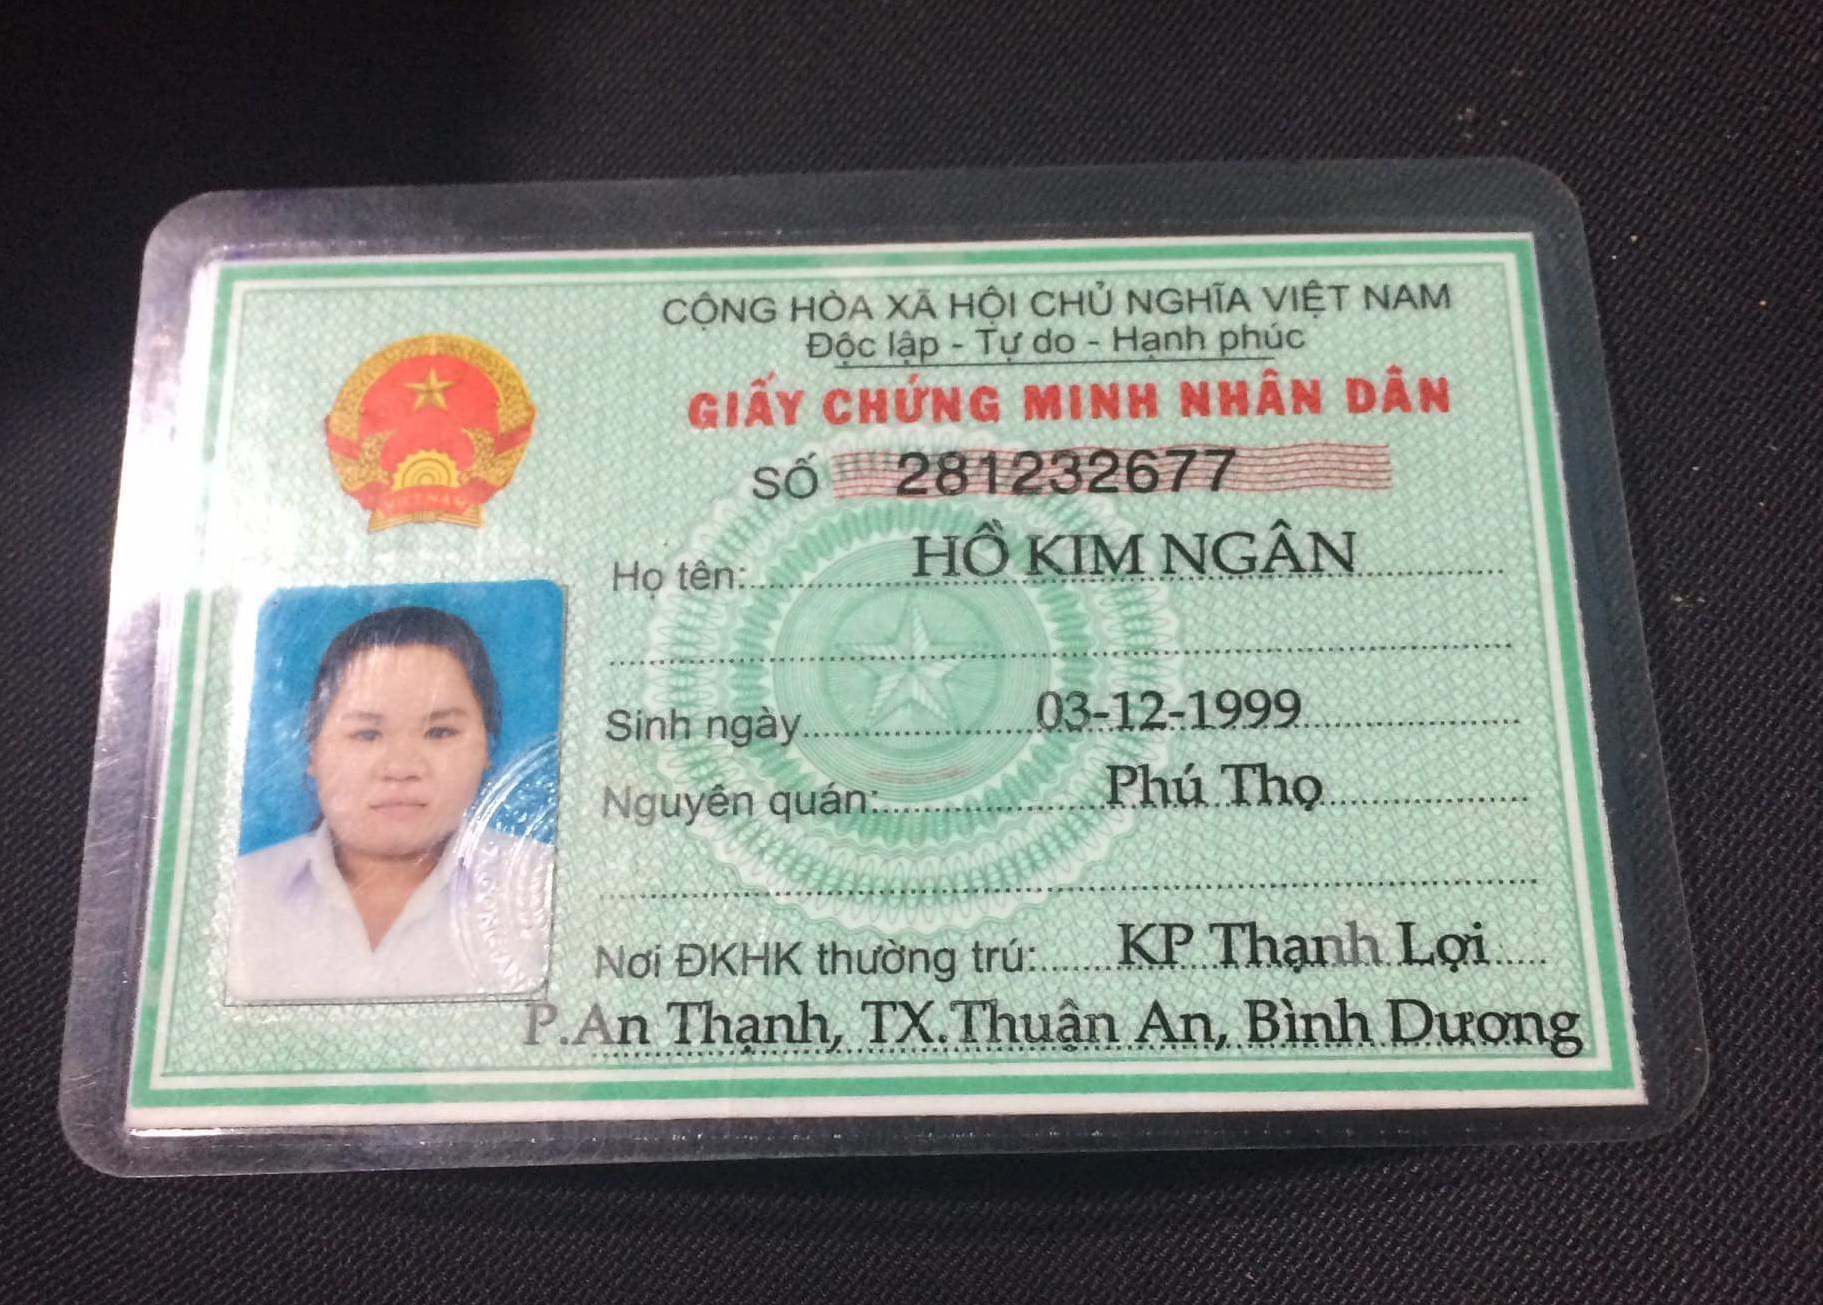 CỘNG HÒA XÃ HỘI CHỦ NGHĨA VIỆT NAM
Độc lập - Tự do - Hạnh phúc
GIẤY CHỨNG MINH NHÂN DÂN
SỐ 281232677
Họ tên: HỒ KIM NGÂN
Sinh ngày 03-12-1999
Nguyên quán: Phú Thọ
Nơi ĐKHK thường trú: KP Thạnh Lợi
P.An Thạnh, TX.Thuận An, Bình Dương